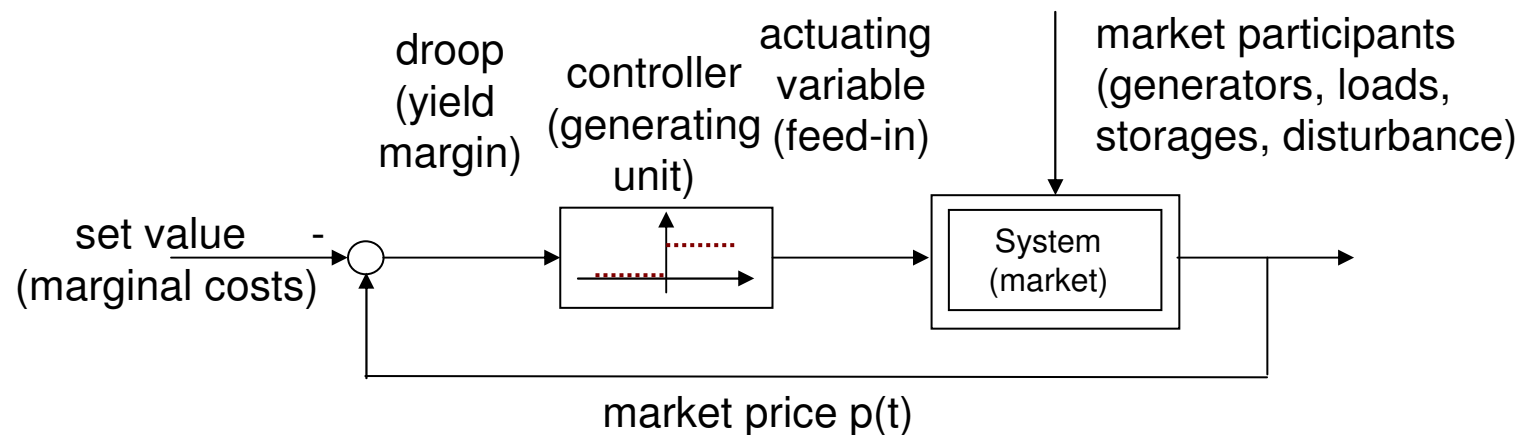 droop
(yield
margin)
controller
(generating
unit)
actuating
variable
(feed-in)
market participants
(generators, loads,
storages, disturbance)
set value -
(marginal costs)
System
(market)
market price p(t)